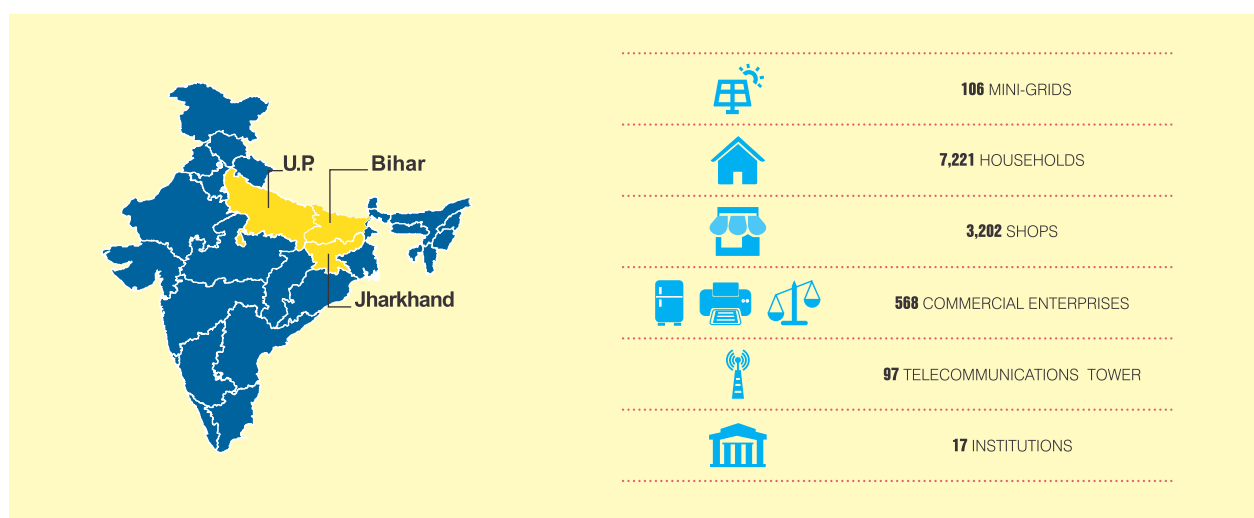 U.P.
Bihar
Jharkhand
106 MINI-GRIDS
7,221 HOUSEHOLDS
3,202 SHOPS
568 COMMERCIAL ENTERPRISES
97 TELECOMMUNICATIONS TOWER
17 INSTITUTIONS